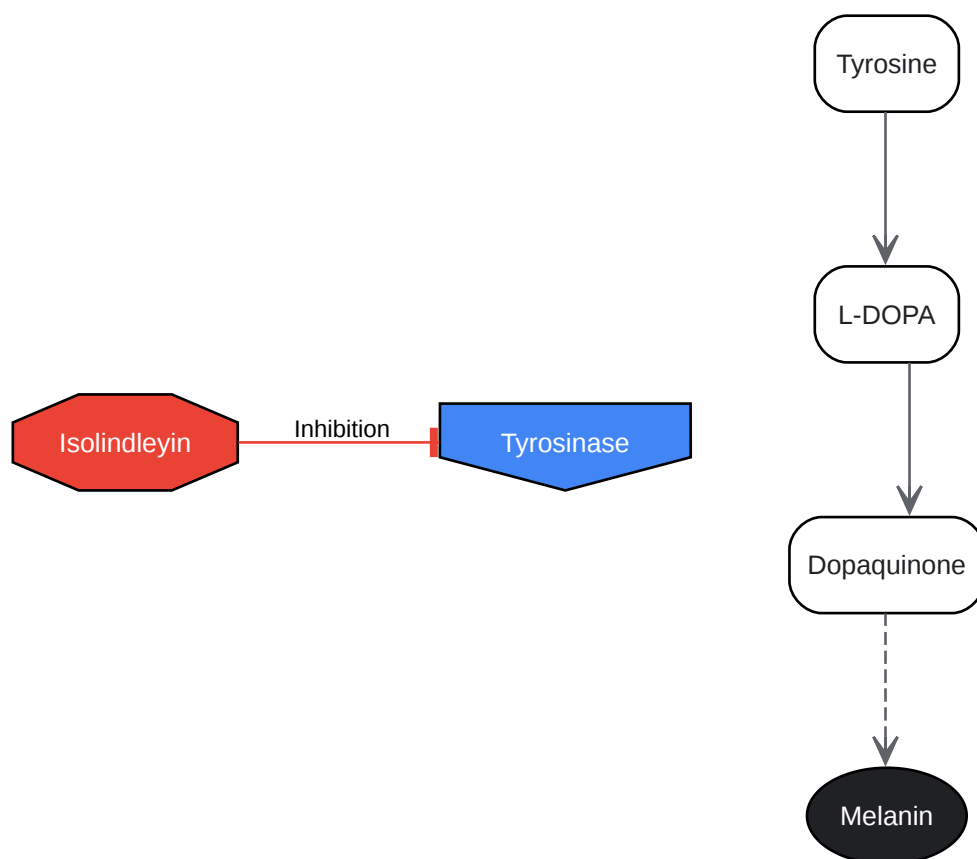 Tyrosine
L-DOPA
Isolindleyin
Inhibition
Tyrosinase
Dopaquinone
Melanin